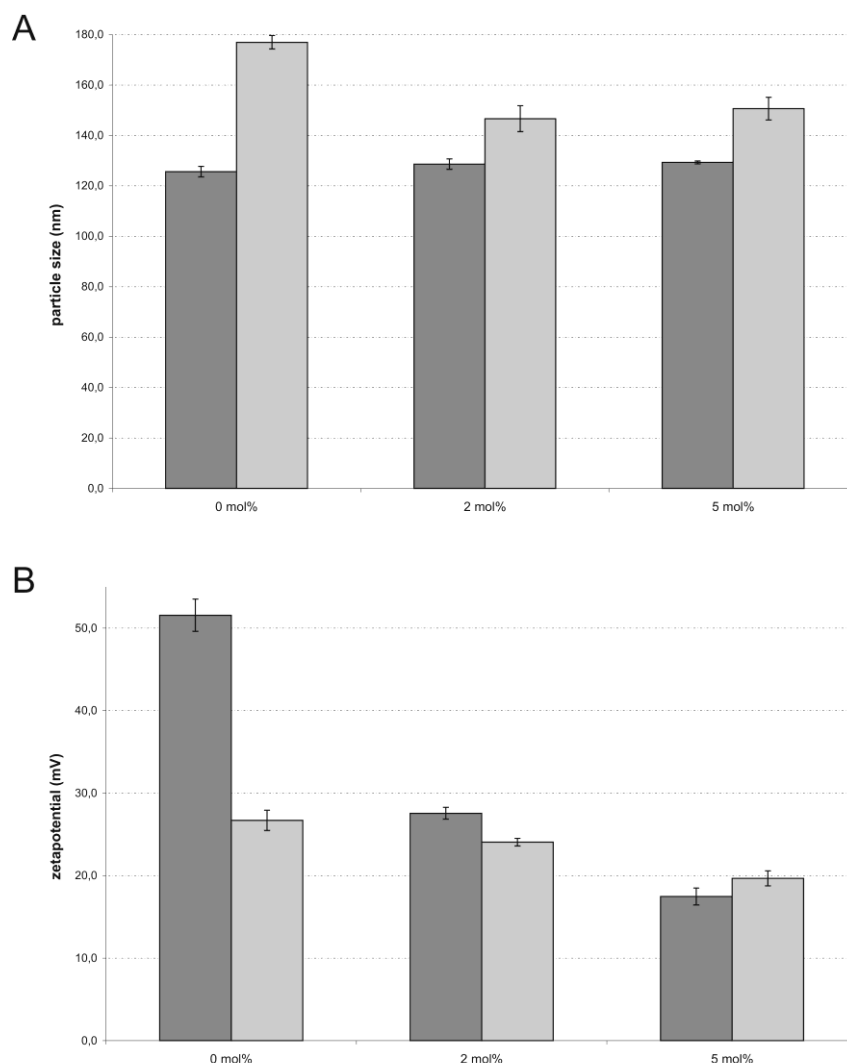 A
particle size (nm)
180,0
160,0
140,0
120,0
100,0
80,0
60,0
40,0
20,0
0,0
0 mol%
2 mol%
5 mol%
B
zetapotential (mV)
50,0
40,0
30,0
20,0
10,0
0,0
0 mol%
2 mol%
5 mol%